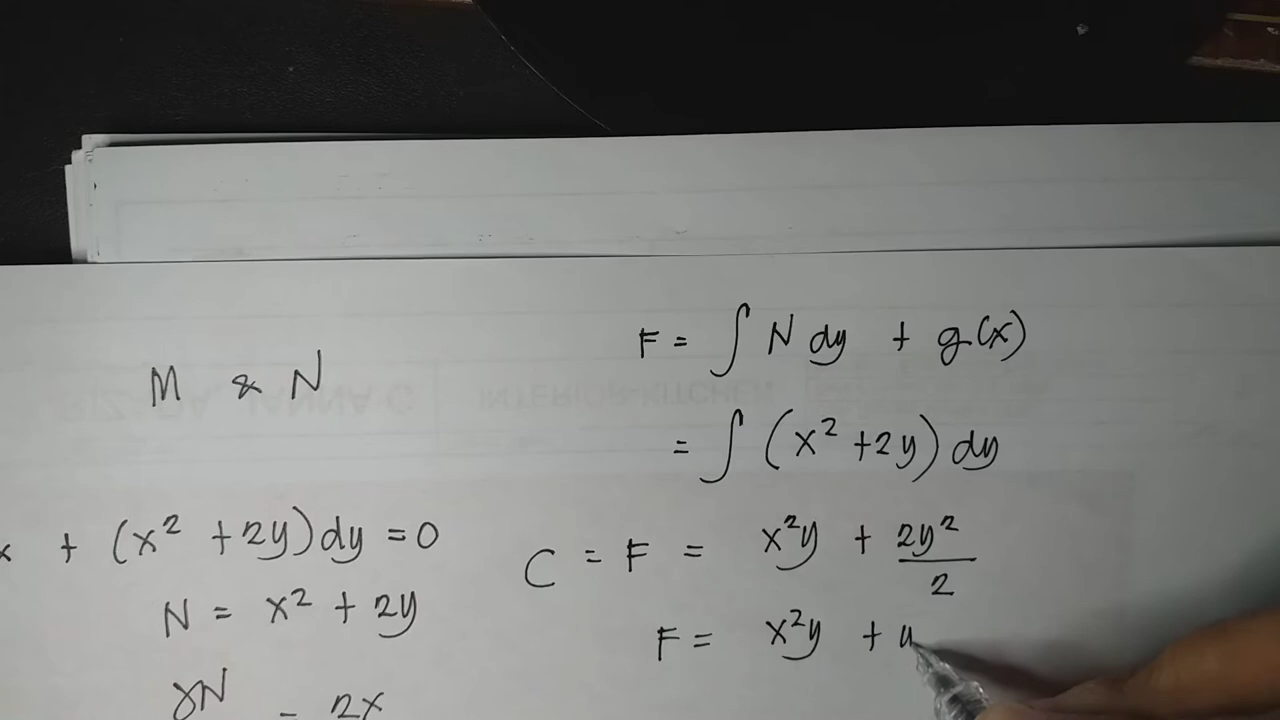 M & N
x + (x² + 2y) dy = 0
N = x² + 2y
∂N = 2x
F = ∫ N dy + g(x)
= ∫ (x² + 2y) dy
C = F = x²y + 2y²/2
F = x²y + y